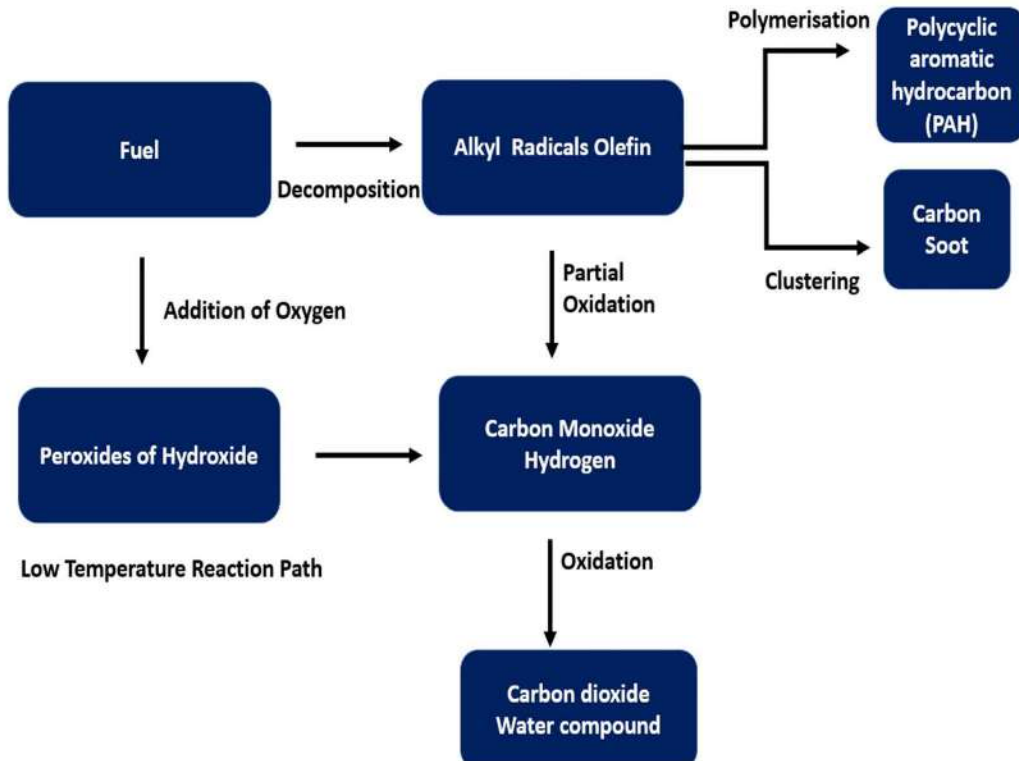 Polymerisation
Polycyclic
aromatic
hydrocarbon
(PAH)
Fuel
Decomposition
Alkyl Radicals Olefin
Carbon
Soot
Clustering
Addition of Oxygen
Partial
Oxidation
Peroxides of Hydroxide
Carbon Monoxide
Hydrogen
Low Temperature Reaction Path
Oxidation
Carbon dioxide
Water compound